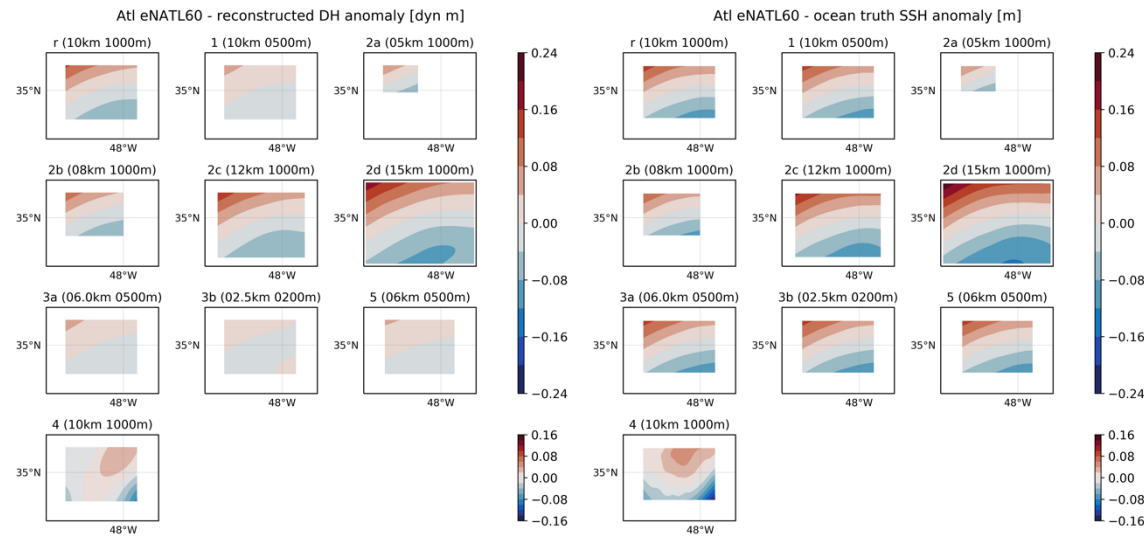 Atl eNATL60 - reconstructed DH anomaly [dyn m]
r (10km 1000m)
1 (10km 0500m)
2a (05km 1000m)
35°N
35°N
35°N
48°W
48°W
48°W
2b (08km 1000m)
2c (12km 1000m)
2d (15km 1000m)
35°N
35°N
35°N
48°W
48°W
48°W
0.24
0.16
0.08
0.00
−0.08
−0.16
−0.24
3a (06.0km 0500m)
3b (02.5km 0200m)
5 (06km 0500m)
35°N
35°N
35°N
48°W
48°W
48°W
4 (10km 1000m)
35°N
48°W
0.16
0.08
0.00
−0.08
−0.16
Atl eNATL60 - ocean truth SSH anomaly [m]
r (10km 1000m)
1 (10km 0500m)
2a (05km 1000m)
35°N
35°N
35°N
48°W
48°W
48°W
2b (08km 1000m)
2c (12km 1000m)
2d (15km 1000m)
35°N
35°N
35°N
48°W
48°W
48°W
0.24
0.16
0.08
0.00
−0.08
−0.16
−0.24
3a (06.0km 0500m)
3b (02.5km 0200m)
5 (06km 0500m)
35°N
35°N
35°N
48°W
48°W
48°W
4 (10km 1000m)
35°N
48°W
0.16
0.08
0.00
−0.08
−0.16